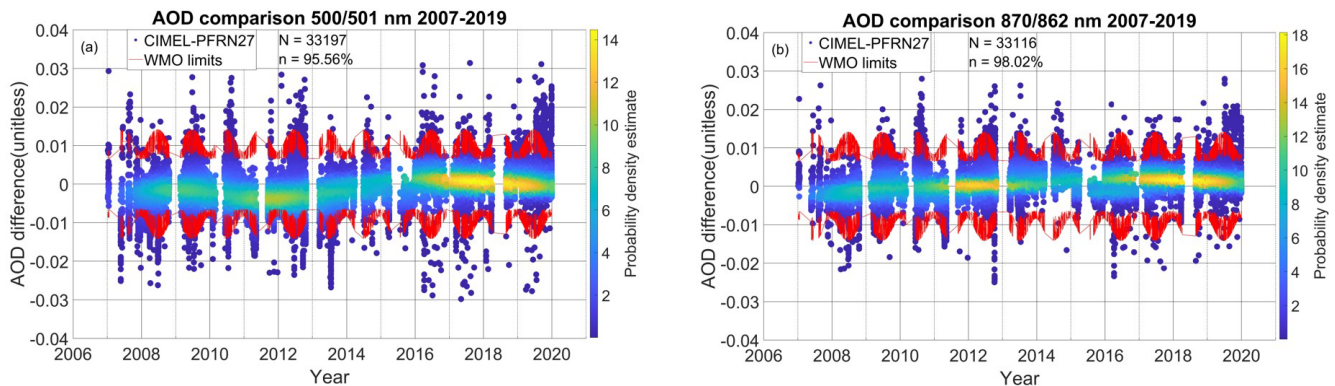 AOD comparison 500/501 nm 2007-2019
(a)
CIMEL-PFRN27
WMO limits
N = 33197
n = 95.56%
AOD difference(unitless)
0.04
0.03
0.02
0.01
0
-0.01
-0.02
-0.03
-0.04
2006
2008
2010
2012
2014
2016
2018
2020
Year
14
12
10
8
6
4
2
Probability density estimate
AOD comparison 870/862 nm 2007-2019
(b)
CIMEL-PFRN27
WMO limits
N = 33116
n = 98.02%
AOD difference(unitless)
0.04
0.03
0.02
0.01
0
-0.01
-0.02
-0.03
-0.04
2006
2008
2010
2012
2014
2016
2018
2020
Year
18
16
14
12
10
8
6
4
2
Probability density estimate